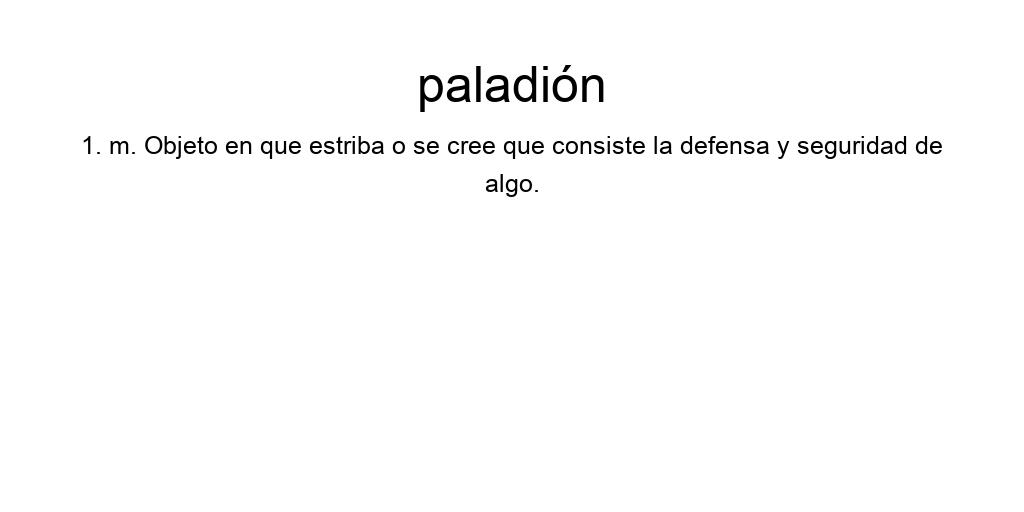 paladión
1. m. Objeto en que estriba o se cree que consiste la defensa y seguridad de
algo.